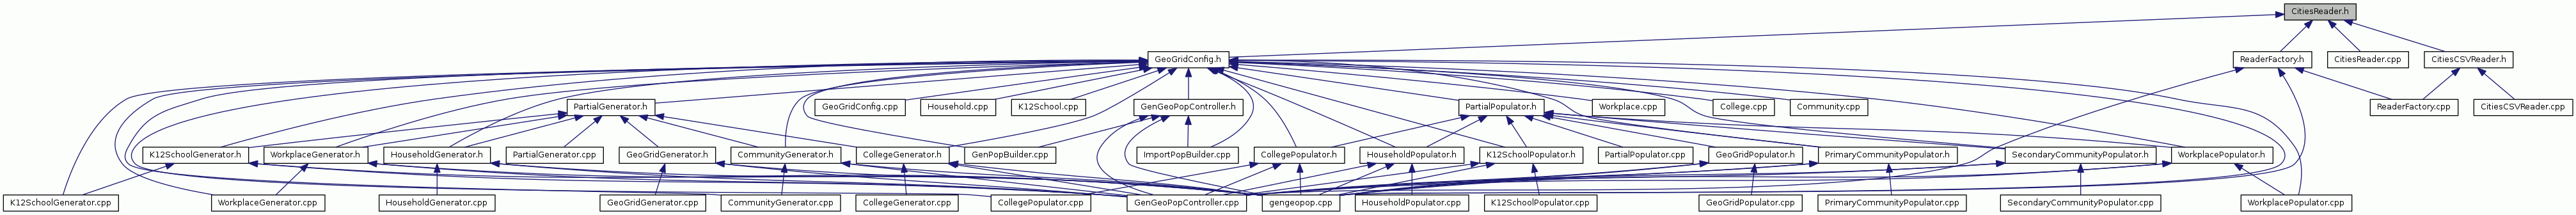 CitiesReader.h
GeoGridConfig.h
ReaderFactory.h
CitiesReader.cpp
CitiesCSVReader.h
PartialGenerator.h
GeoGridConfig.cpp
Household.cpp
K12School.cpp
GenGeoPopController.h
PartialPopulator.h
Workplace.cpp
College.cpp
Community.cpp
ReaderFactory.cpp
CitiesCSVReader.cpp
K12SchoolGenerator.h
WorkplaceGenerator.h
HouseholdGenerator.h
PartialGenerator.cpp
GeoGridGenerator.h
CommunityGenerator.h
CollegeGenerator.h
GenPopBuilder.cpp
ImportPopBuilder.cpp
CollegePopulator.h
HouseholdPopulator.h
K12SchoolPopulator.h
PartialPopulator.cpp
GeoGridPopulator.h
PrimaryCommunityPopulator.h
SecondaryCommunityPopulator.h
WorkplacePopulator.h
K12SchoolGenerator.cpp
WorkplaceGenerator.cpp
HouseholdGenerator.cpp
GeoGridGenerator.cpp
CommunityGenerator.cpp
CollegeGenerator.cpp
CollegePopulator.cpp
GenGeoPopController.cpp
gengeopop.cpp
HouseholdPopulator.cpp
K12SchoolPopulator.cpp
GeoGridPopulator.cpp
PrimaryCommunityPopulator.cpp
SecondaryCommunityPopulator.cpp
WorkplacePopulator.cpp